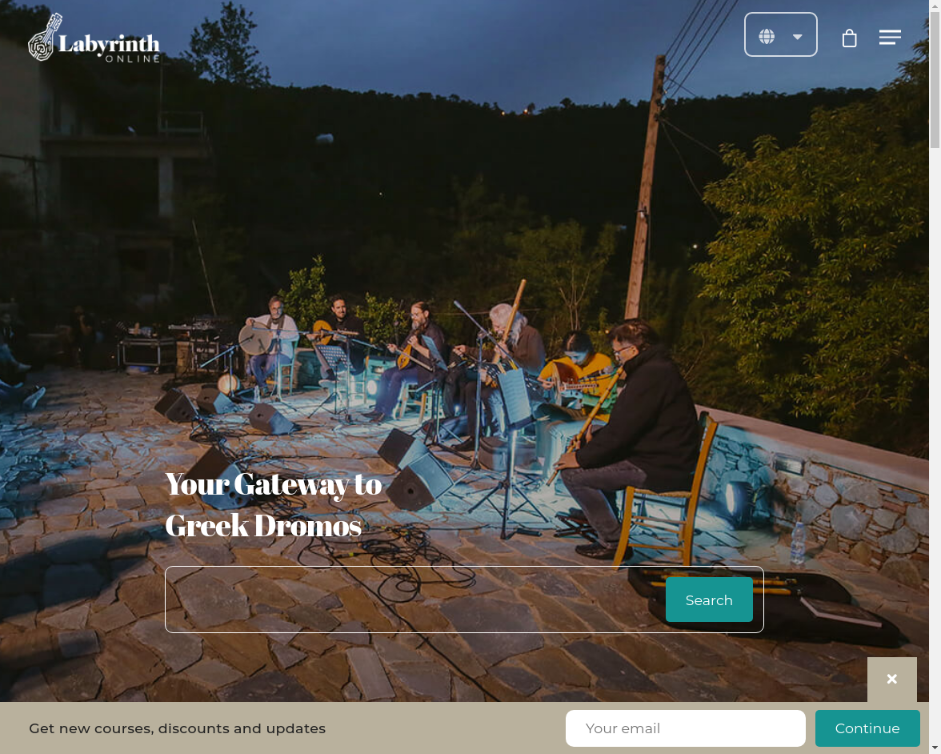 Labyrinth
ONLINE
Your Gateway to
Greek Dromos
Search
Get new courses, discounts and updates
Your email
Continue